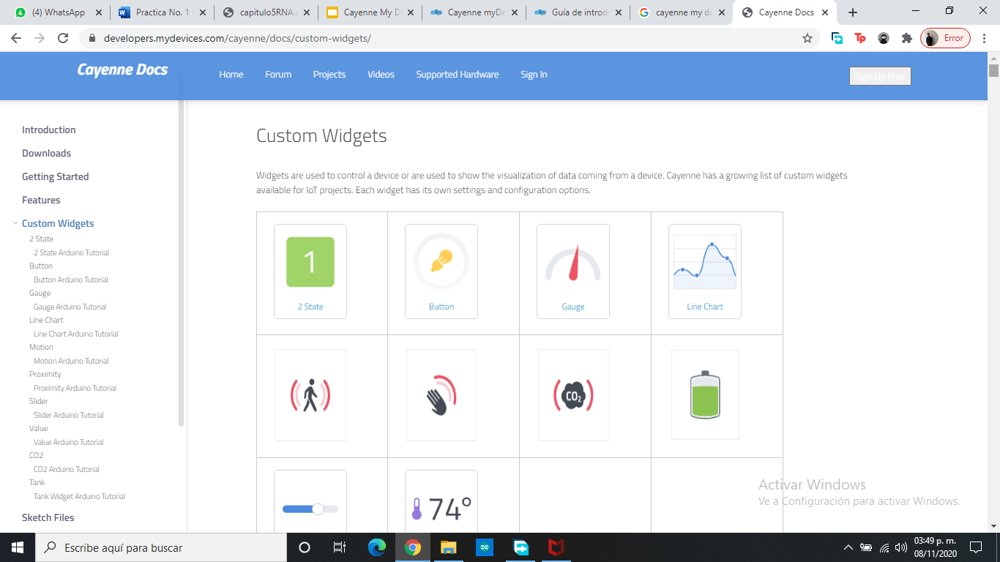 (4) WhatsApp
Practica No. 1
capitulo5RNA.
Cayenne My D
Cayenne myDe
Guía de introd
cayenne my de
Cayenne Docs
developers.mydevices.com/cayenne/docs/custom-widgets/
Error
Cayenne Docs
Home
Forum
Projects
Videos
Supported Hardware
Sign In
Sign Up Free
Introduction
Downloads
Getting Started
Features
Custom Widgets
2 State
2 State Arduino Tutorial
Button
Button Arduino Tutorial
Gauge
Gauge Arduino Tutorial
Line Chart
Line Chart Arduino Tutorial
Motion
Motion Arduino Tutorial
Proximity
Proximity Arduino Tutorial
Slider
Slider Arduino Tutorial
Value
Value Arduino Tutorial
CO2
CO2 Arduino Tutorial
Tank
Tank Widget Arduino Tutorial
Sketch Files
Custom Widgets
Widgets are used to control a device or are used to show the visualization of data coming from a device. Cayenne has a growing list of custom widgets
available for IoT projects. Each widget has its own settings and configuration options.
1
2 State
Button
Gauge
Line Chart
CO2
74°
Activar Windows
Ve a Configuración para activar Windows.
Escribe aquí para buscar
03:49 p. m.
08/11/2020